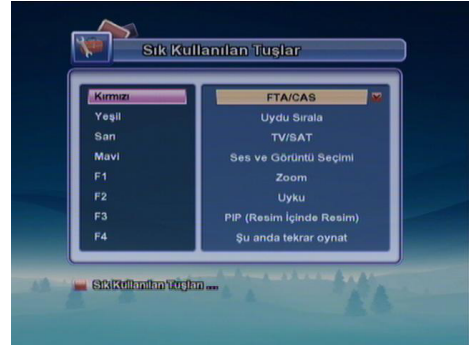 Sık Kullanılan Tuşlar
Kırmızı FTA/CAS
Yeşil Uydu Sırala
Sarı TV/SAT
Mavi Ses ve Görüntü Seçimi
F1 Zoom
F2 Uyku
F3 PIP (Resim İçinde Resim)
F4 Şu anda tekrar oynat
Sık Kullanılan Tuşları ...